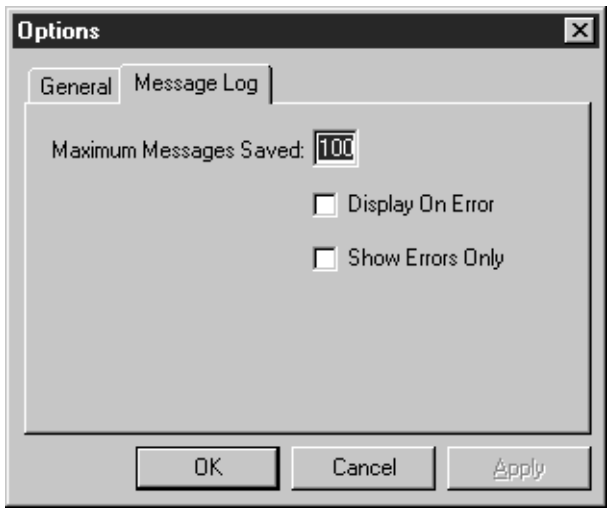 Options
General Message Log
Maximum Messages Saved: 100
Display On Error
Show Errors Only
OK Cancel Apply